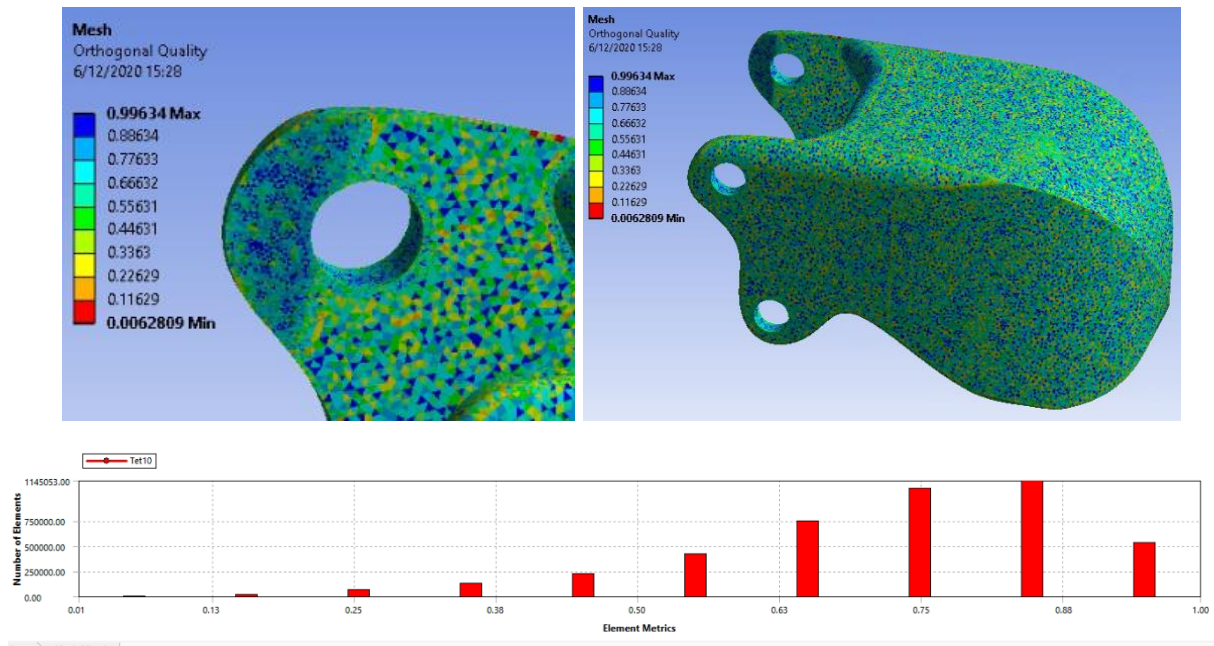 Mesh
Orthogonal Quality
6/12/2020 15:28
0.99634 Max
0.88634
0.77633
0.66632
0.55631
0.44631
0.3363
0.22629
0.11629
0.0062809 Min
Mesh
Orthogonal Quality
6/12/2020 15:28
0.99634 Max
0.88634
0.77633
0.66632
0.55631
0.44631
0.3363
0.22629
0.11629
0.0062809 Min
Tet10
Number of Elements
1145053.00
750000.00
500000.00
250000.00
0.00
0.01 0.13 0.25 0.38 0.50 0.63 0.75 0.88 1.00
Element Metrics